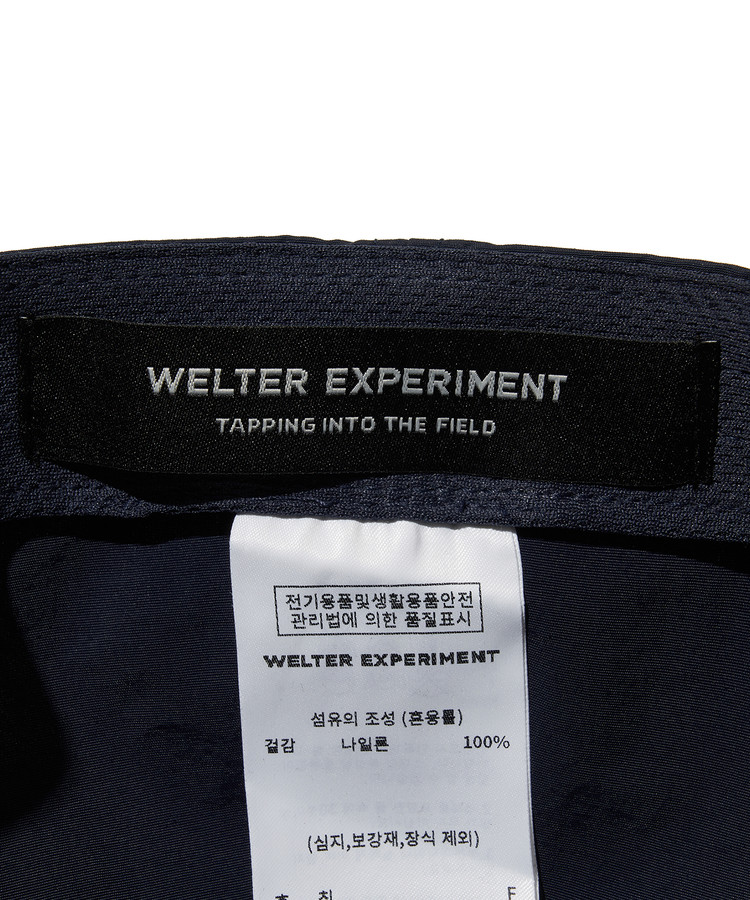 WELTER EXPERIMENT
TAPPING INTO THE FIELD
전기용품및생활용품안전
관리법에 의한 품질표시
WELTER EXPERIMENT
섬유의 조성 (혼용률)
겉감 나일론 100%
(심지,보강재,장식 제외)